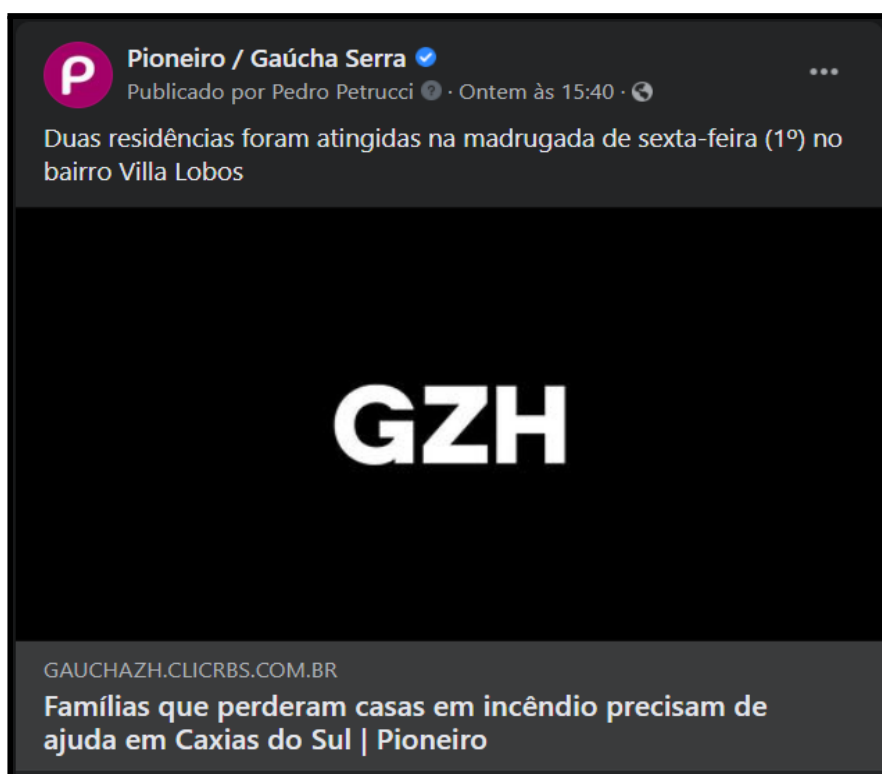 Pioneiro / Gaúcha Serra
Publicado por Pedro Petrucci · Ontem às 15:40 ·
Duas residências foram atingidas na madrugada de sexta-feira (1º) no
bairro Villa Lobos
GZH
GAUCHAZH.CLICRBS.COM.BR
Famílias que perderam casas em incêndio precisam de
ajuda em Caxias do Sul | Pioneiro